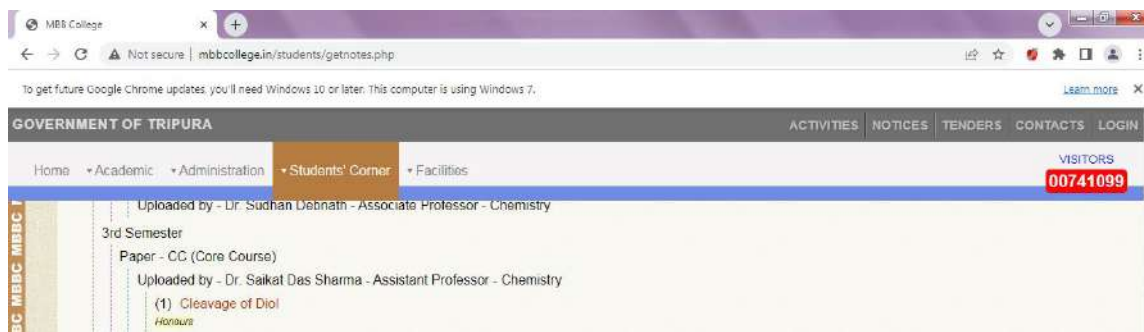 MBB College
Not secure | mbbcollege.in/students/getnotes.php
To get future Google Chrome updates, you'll need Windows 10 or later. This computer is using Windows 7.
Learn more
GOVERNMENT OF TRIPURA
ACTIVITIES NOTICES TENDERS CONTACTS LOGIN
Home Academic Administration Students' Corner Facilities
VISITORS
00741099
Uploaded by - Dr. Sudhan Debnath - Associate Professor - Chemistry
3rd Semester
Paper - CC (Core Course)
Uploaded by - Dr. Saikat Das Sharma - Assistant Professor - Chemistry
(1) Cleavage of Diol
Honours
MBBC MBBC